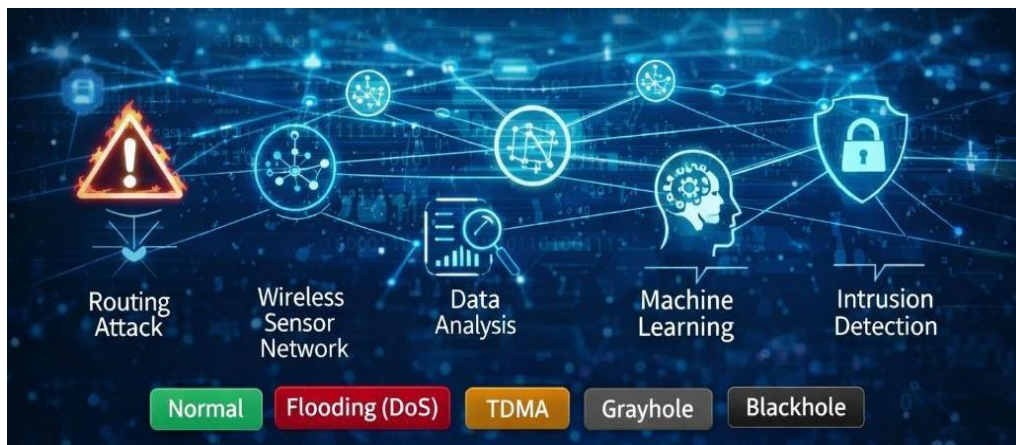 Routing
Attack
Wireless
Sensor
Network
Data
Analysis
Machine
Learning
Intrusion
Detection
Normal
Flooding (DoS)
TDMA
Grayhole
Blackhole